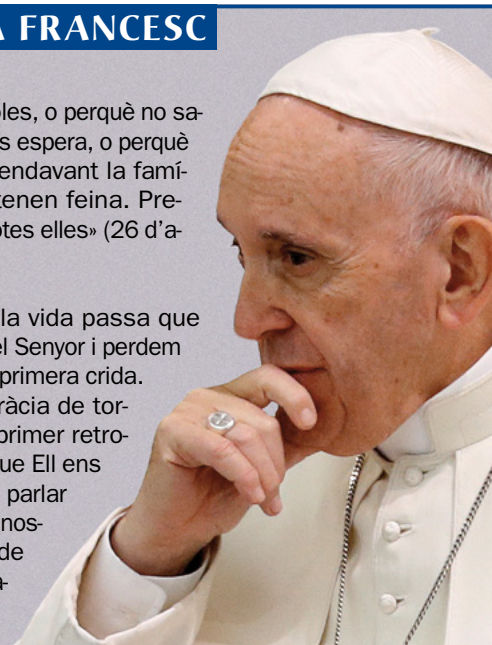 A FRANCESC
oles, o perquè no sa-
s espera, o perquè
endavant la famí-
tenen feina. Pre-
otes elles» (26 d'a-
la vida passa que
el Senyor i perdem
primera crida.
ràcia de tor-
primer retro-
ue Ell ens
parlar
nos-
de
a-